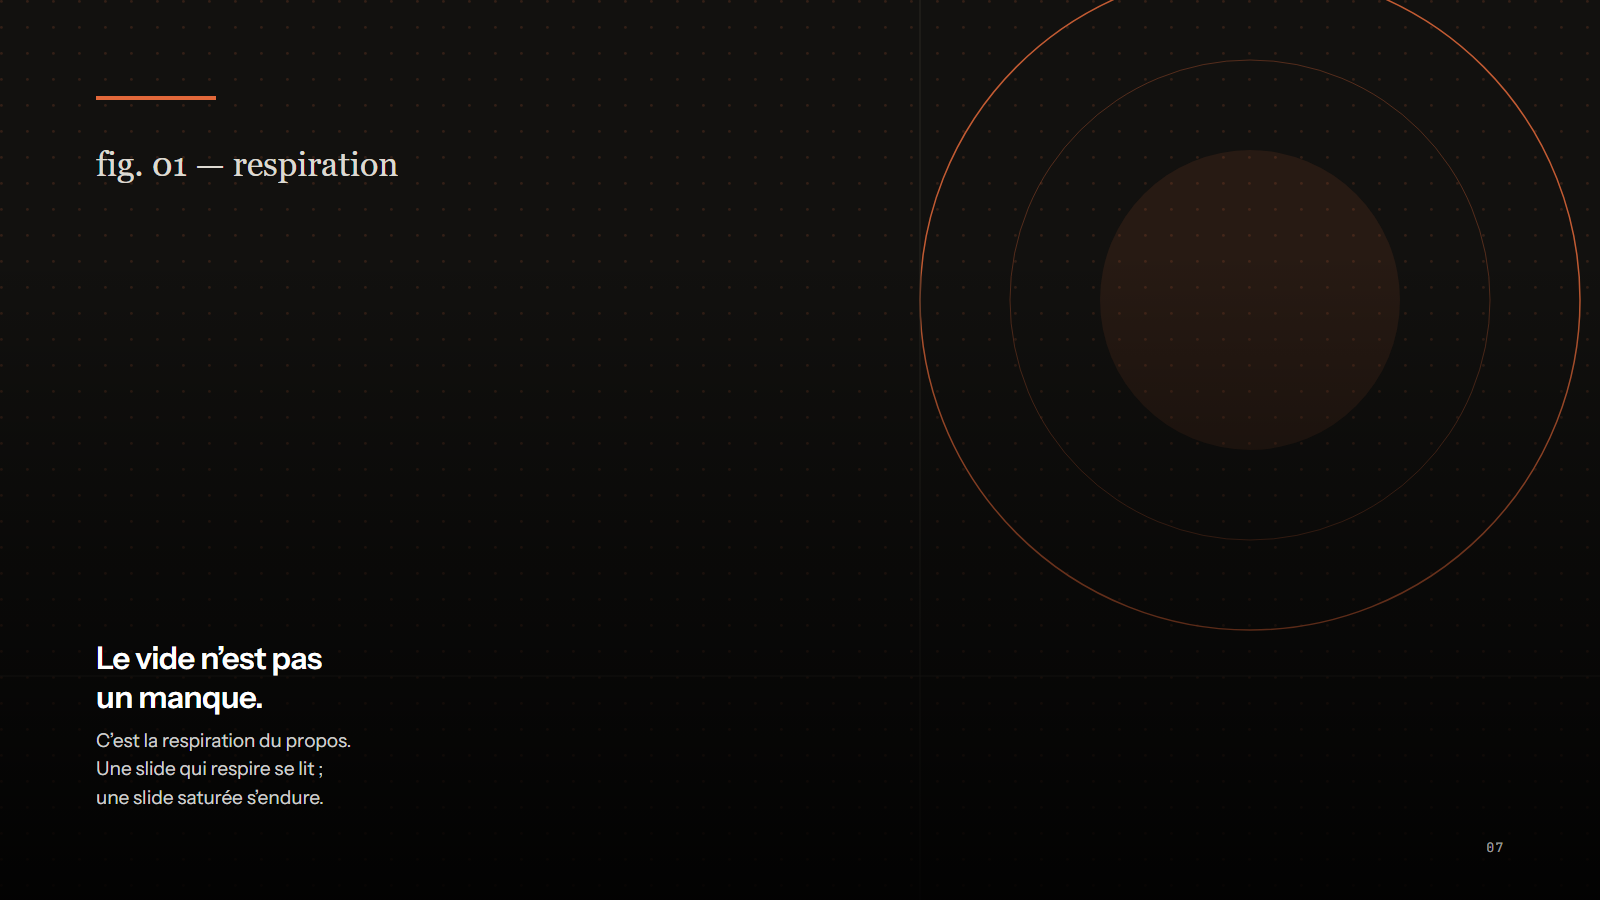 fig. 01 — respiration
Le vide n’est pas
un manque.
C’est la respiration du propos.
Une slide qui respire se lit ;
une slide saturée s’endure.
07